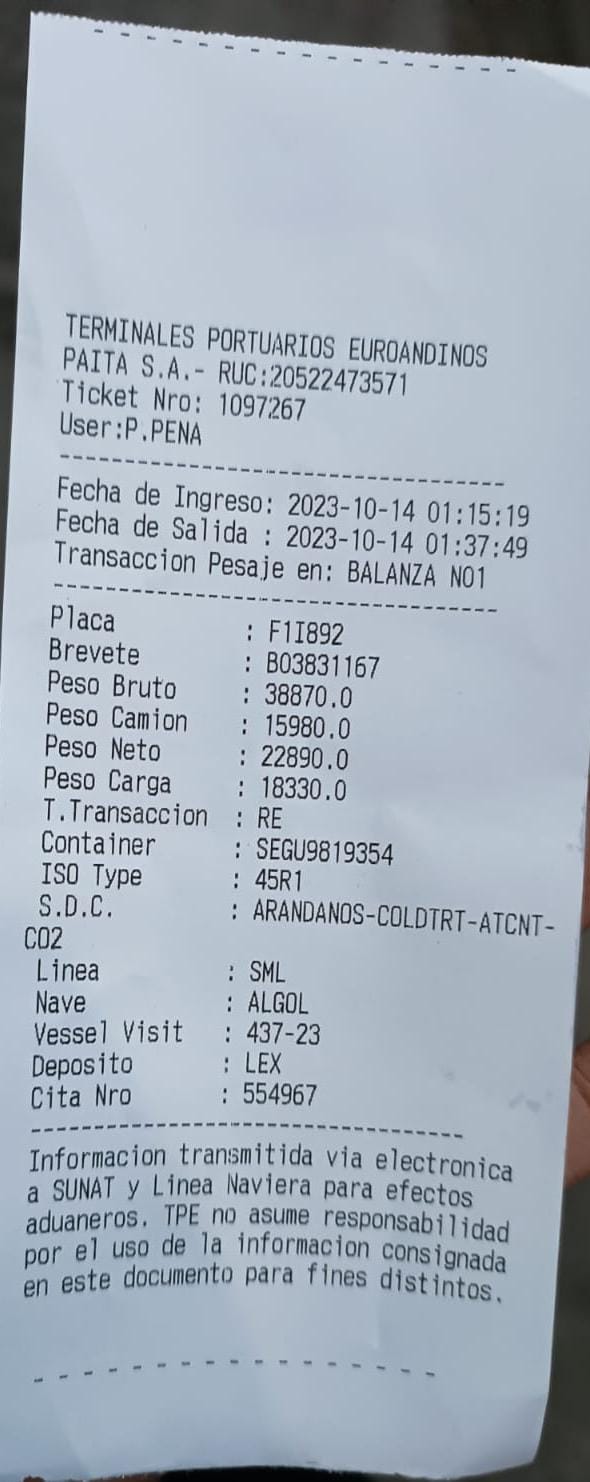 TERMINALES PORTUARIOS EUROANDINOS
PAITA S.A.- RUC:20522473571
Ticket Nro: 1097267
User:P.PENA
Fecha de Ingreso: 2023-10-14 01:15:19
Fecha de Salida : 2023-10-14 01:37:49
Transaccion Pesaje en: BALANZA N01
Placa : F1I892
Brevete : B03831167
Peso Bruto : 38870.0
Peso Camion : 15980.0
Peso Neto : 22890.0
Peso Carga : 18330.0
T.Transaccion : RE
Container : SEGU9819354
ISO Type : 45R1
S.D.C. : ARANDANOS-COLDTRT-ATCNT-
CO2
Linea : SML
Nave : ALGOL
Vessel Visit : 437-23
Deposito : LEX
Cita Nro : 554967
Informacion transmitida via electronica
a SUNAT y Linea Naviera para efectos
aduaneros. TPE no asume responsabilidad
por el uso de la informacion consignada
en este documento para fines distintos.